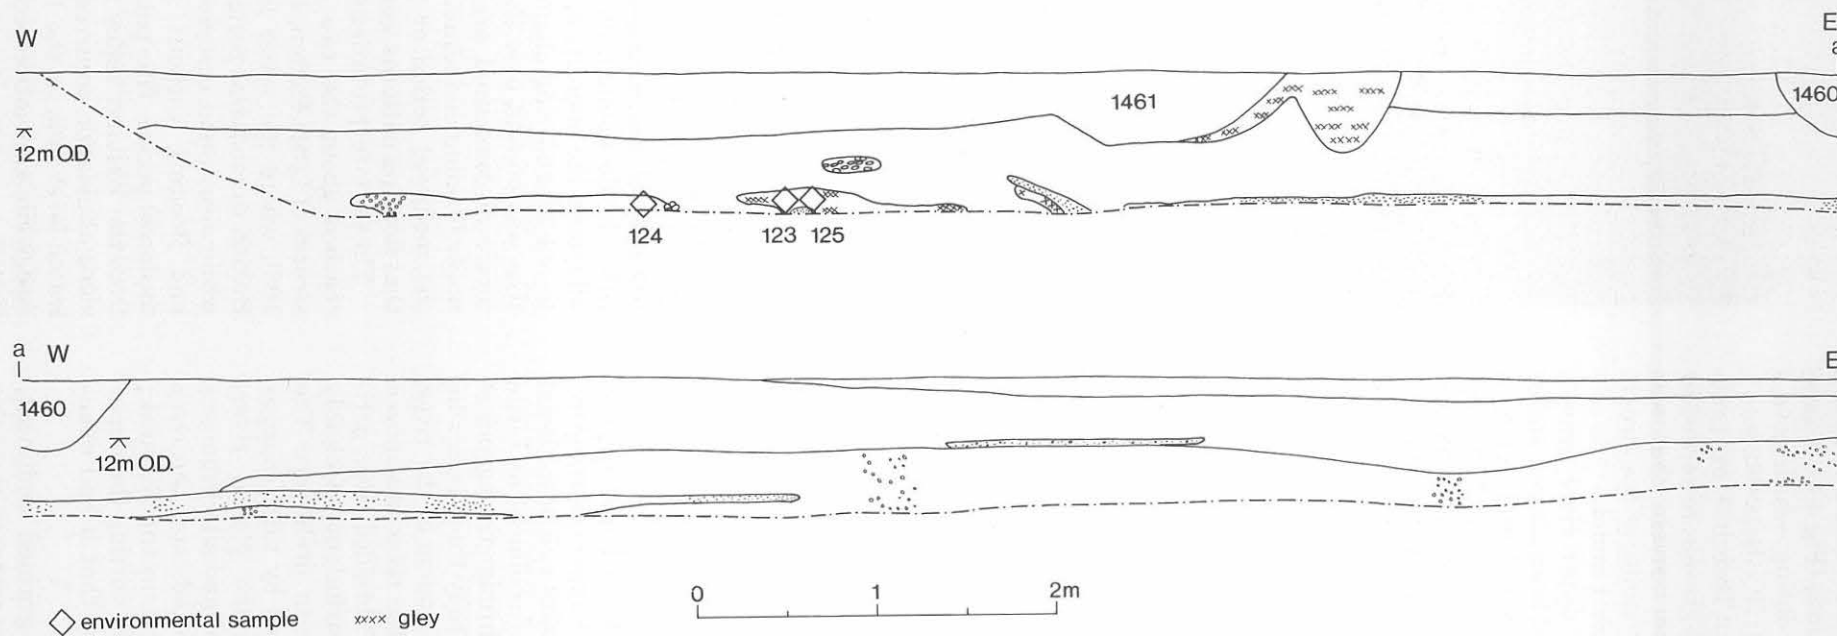 W
E
a
1461
1460
12m O.D.
124
123
125
a W
E
1460
12m O.D.
0 1 2m
environmental sample
xxxx gley